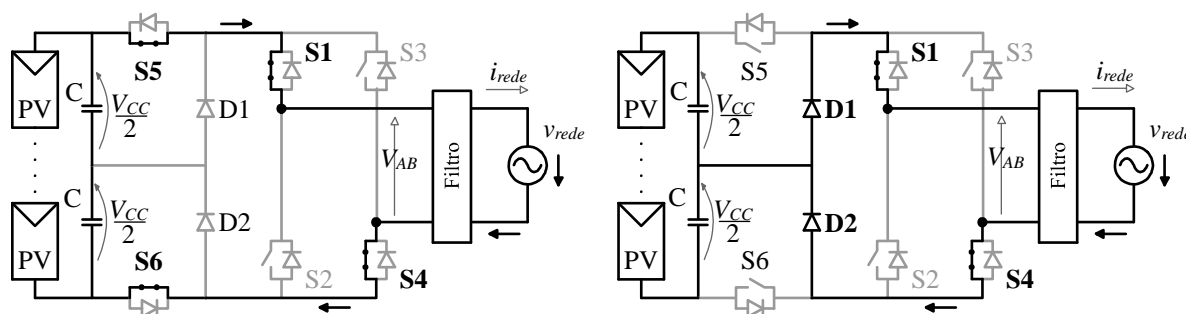 S5
S1
S3
i_rede
PV
C
V_CC
2
D1
V_AB
Filtro
v_rede
PV
C
V_CC
2
D2
S6
S2
S4
S5
S1
S3
i_rede
PV
C
V_CC
2
D1
V_AB
Filtro
v_rede
PV
C
V_CC
2
D2
S6
S2
S4